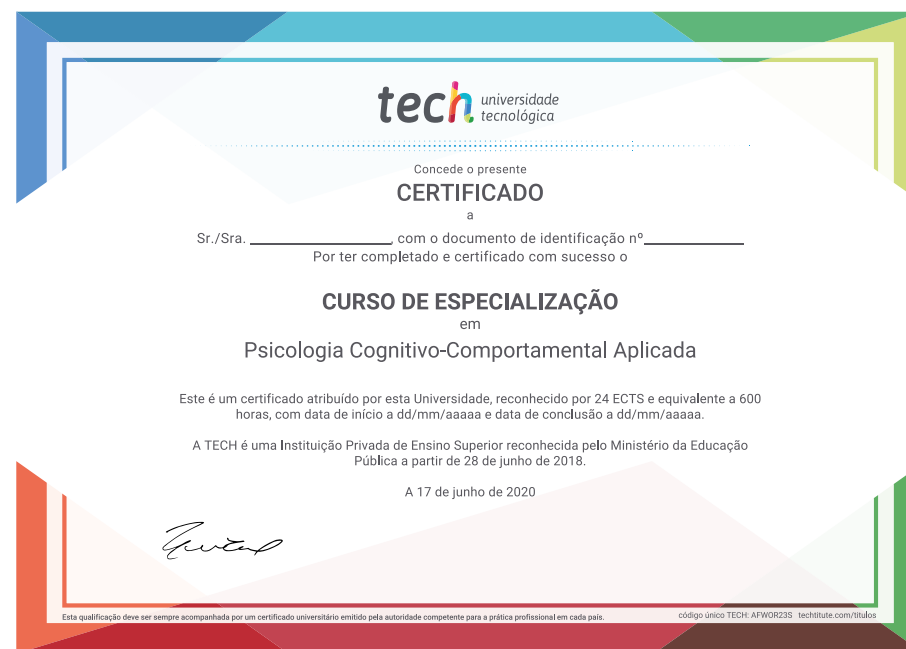 tech universidade
tecnológica
Concede o presente
CERTIFICADO
a
Sr./Sra. ____________________, com o documento de identificação nº______________
Por ter completado e certificado com sucesso o
CURSO DE ESPECIALIZAÇÃO
em
Psicologia Cognitivo-Comportamental Aplicada
Este é um certificado atribuído por esta Universidade, reconhecido por 24 ECTS e equivalente a 600
horas, com data de início a dd/mm/aaaaa e data de conclusão a dd/mm/aaaaa.
A TECH é uma Instituição Privada de Ensino Superior reconhecida pelo Ministério da Educação
Pública a partir de 28 de junho de 2018.
A 17 de junho de 2020
Esta qualificação deve ser sempre acompanhada por um certificado universitário emitido pela autoridade competente para a prática profissional em cada país.
código único TECH: AFWOR23S techtitute.com/titulos